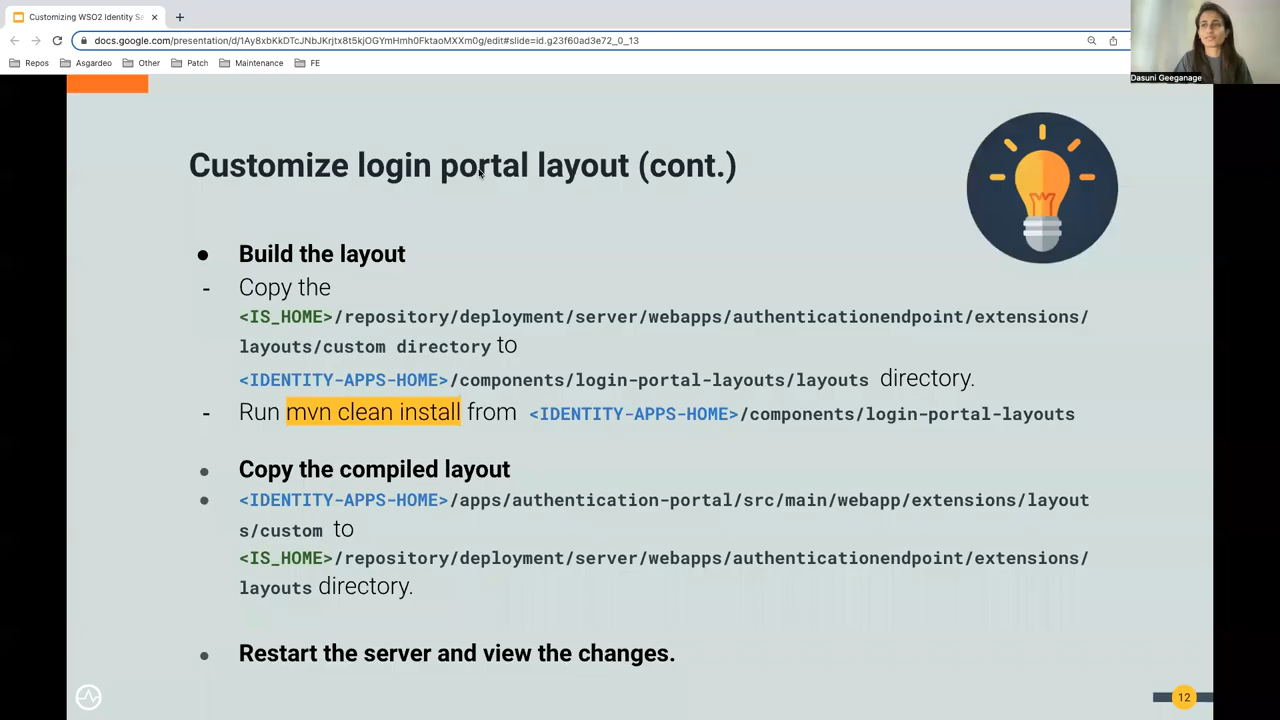 Customizing WSO2 Identity Se
docs.google.com/presentation/d/1Ay8xbKkDTcJNbJKrjtx8t5kjOGYmHmh0FktaoMXXm0g/edit#slide=id.g23f60ad3e72_0_13
Repos Asgardeo Other Patch Maintenance FE
Dasuni Geeganage
Customize login portal layout (cont.)
● Build the layout
- Copy the
<IS_HOME>/repository/deployment/server/webapps/authenticationendpoint/extensions/
layouts/custom directory to
<IDENTITY-APPS-HOME>/components/login-portal-layouts/layouts directory.
- Run mvn clean install from <IDENTITY-APPS-HOME>/components/login-portal-layouts
● Copy the compiled layout
● <IDENTITY-APPS-HOME>/apps/authentication-portal/src/main/webapp/extensions/layout
s/custom to
<IS_HOME>/repository/deployment/server/webapps/authenticationendpoint/extensions/
layouts directory.
● Restart the server and view the changes.
12